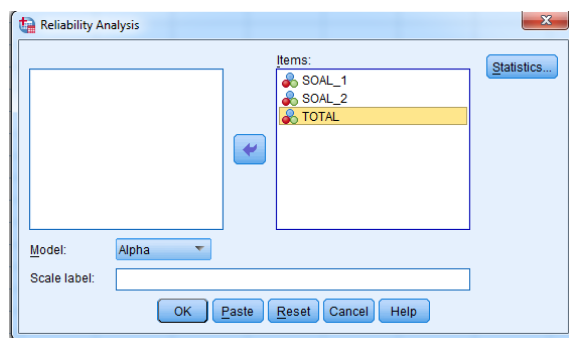 Reliability Analysis
Items:
SOAL_1
SOAL_2
TOTAL
Statistics...
Model: Alpha
Scale label:
OK Paste Reset Cancel Help